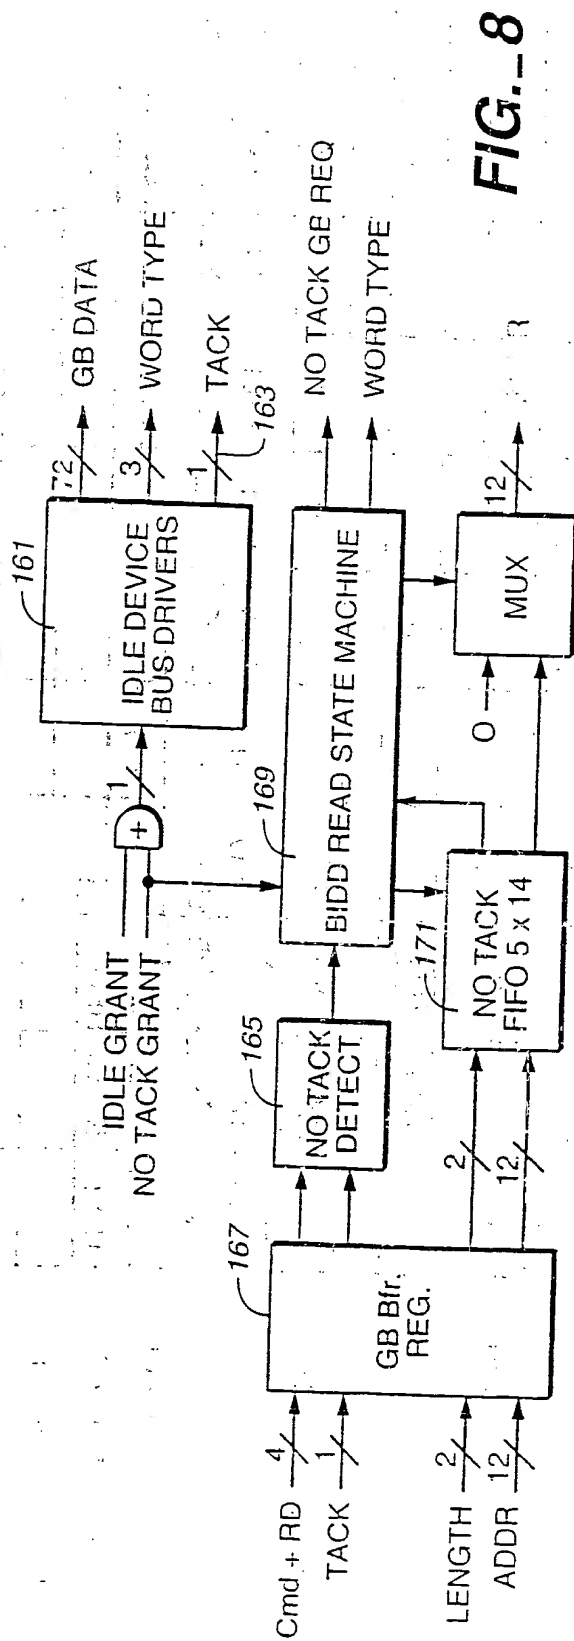 161
IDLE DEVICE
BUS DRIVERS
72
GB DATA
3
WORD TYPE
1
TACK
163
1
+
IDLE GRANT
NO TACK GRANT
169
BIDD READ STATE MACHINE
NO TACK GB REQ
WORD TYPE
165
NO TACK
DETECT
167
GB Bfr.
REG.
Cmd + RD
4
TACK
1
LENGTH
2
ADDR
12
2
12
171
NO TACK
FIFO 5 x 14
0
MUX
12
FIG._8